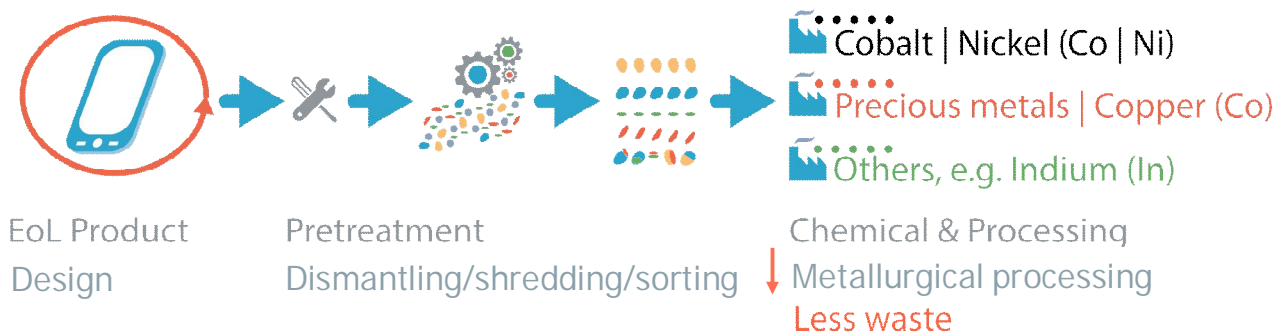 Cobalt | Nickel (Co | Ni)
Precious metals | Copper (Co)
Others, e.g. Indium (In)
EoL Product
Design
Pretreatment
Dismantling/shredding/sorting
Chemical & Processing
Metallurgical processing
Less waste